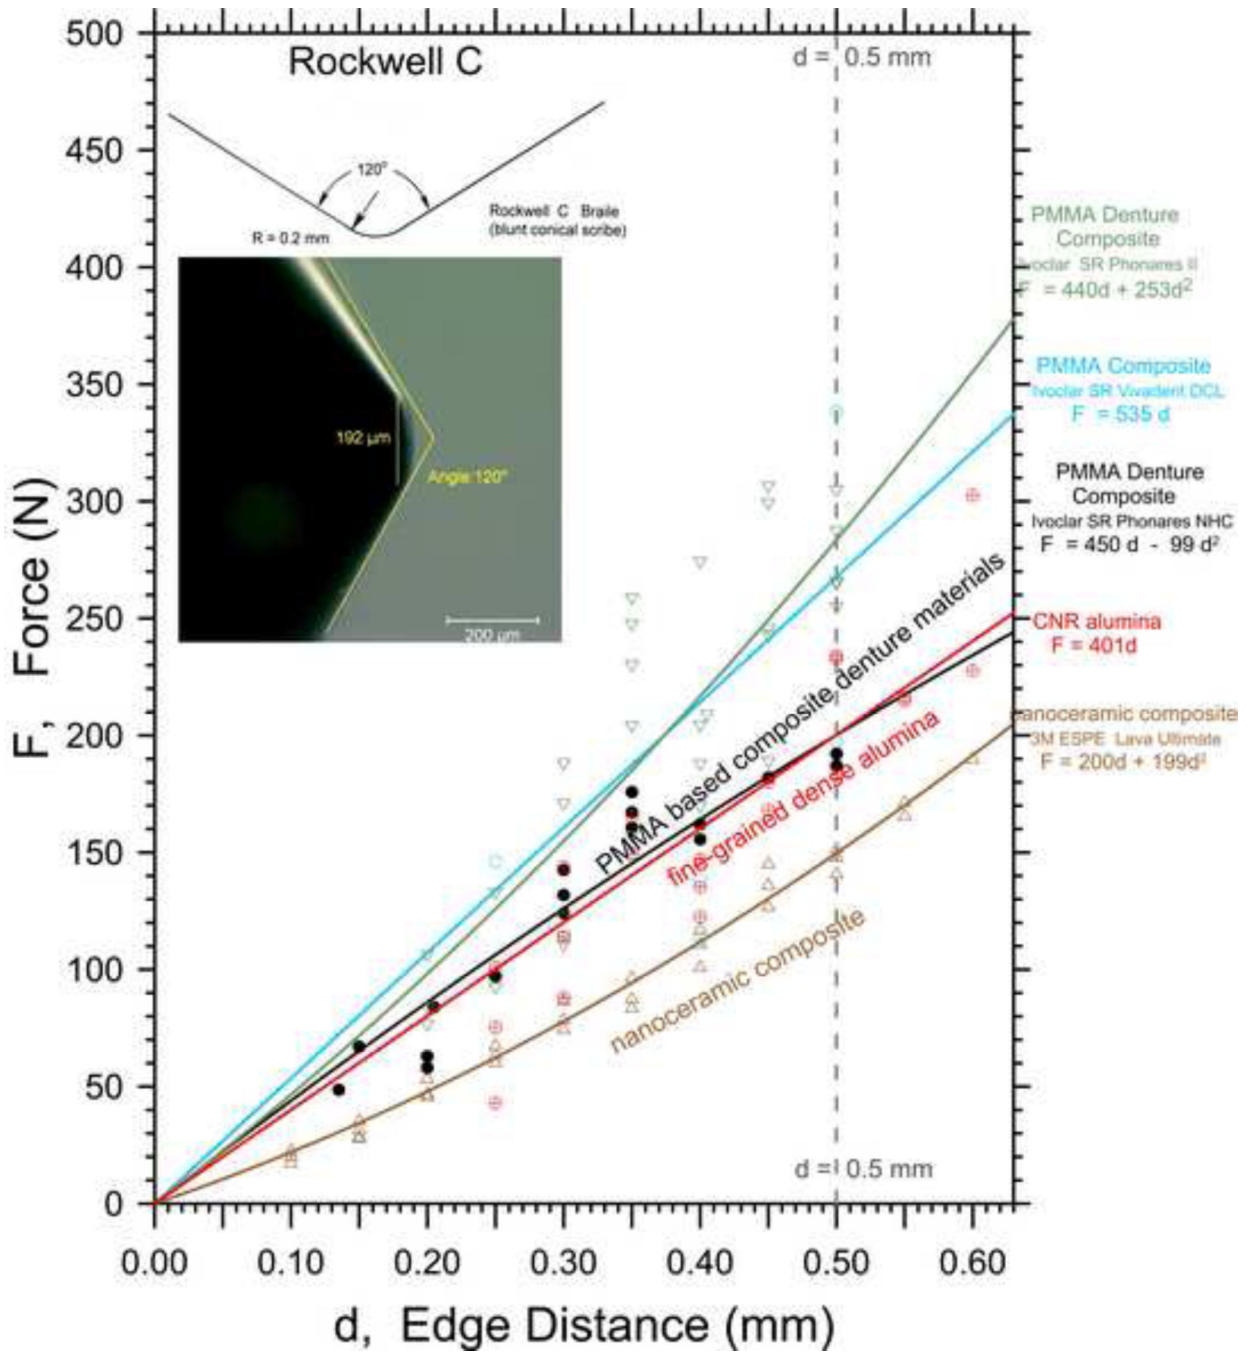 500
450
400
350
300
250
200
150
100
50
0
F, Force (N)
Rockwell C
120°
R = 0.2 mm
Rockwell C Braile
(blunt conical scribe)
192 µm
Angle:120°
200 µm
d = 0.5 mm
PMMA based composite denture materials
fine-grained dense alumina
nanoceramic composite
d = 0.5 mm
PMMA Denture
Composite
Ivoclar SR Phonares II
F = 440d + 253d²
PMMA Composite
Ivoclar SR Vivadent DCL
F = 535 d
PMMA Denture
Composite
Ivoclar SR Phonares NHC
F = 450 d - 99 d²
CNR alumina
F = 401d
nanoceramic composite
3M ESPE Lava Ultimate
F = 200d + 199d²
0.00 0.10 0.20 0.30 0.40 0.50 0.60
d, Edge Distance (mm)